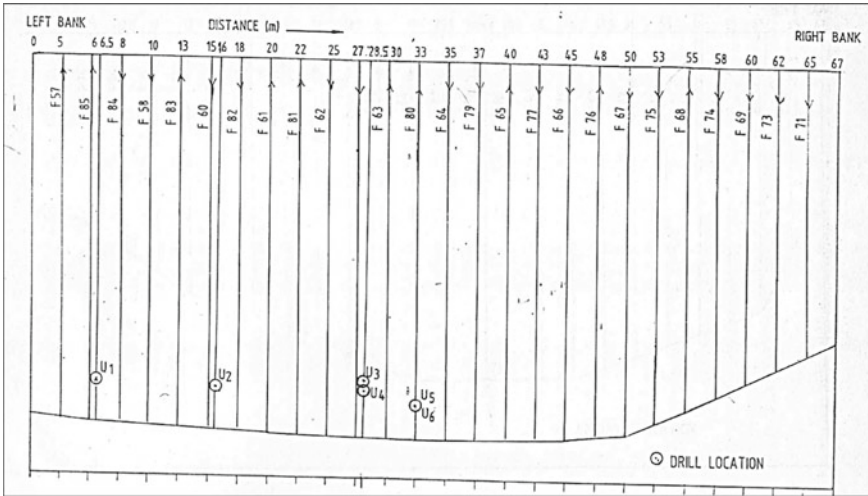 LEFT BANK
DISTANCE (m)
RIGHT BANK
0 5 6 6.5 8 10 13 15 16 18 20 22 25 27.7 28.5 30 33 35 37 40 43 45 48 50 53 55 58 60 62 65 67
F 57
F 85
F 84
F 58
F 83
F 60
F 82
F 61
F 81
F 62
F 63
F 80
F 64
F 79
F 65
F 77
F 66
F 76
F 67
F 75
F 68
F 74
F 69
F 73
F 71
U1
U2
U3
U4
U5
U6
DRILL LOCATION